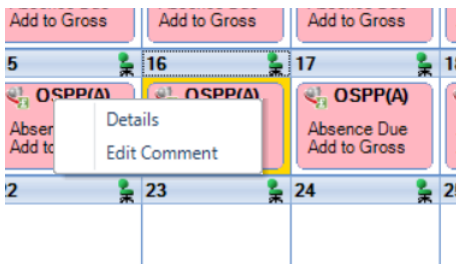 Add to Gross
Add to Gross
Add to Gross
5
16
17
OSPP(A)
OSPP(A)
OSPP(A)
Details
Edit Comment
Absence Due
Add to Gross
22
23
24